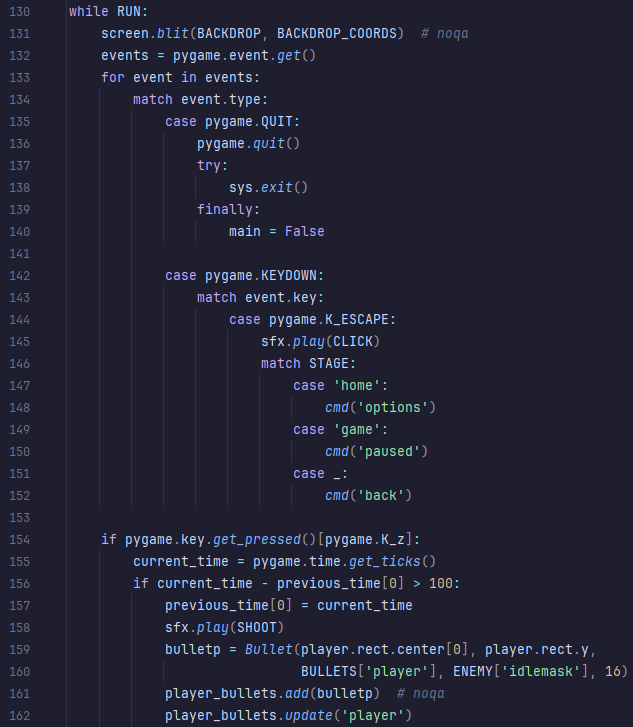 130 while RUN:
131     screen.blit(BACKDROP, BACKDROP_COORDS)  # noqa
132     events = pygame.event.get()
133     for event in events:
134         match event.type:
135             case pygame.QUIT:
136                 pygame.quit()
137                 try:
138                     sys.exit()
139                 finally:
140                     main = False
141
142             case pygame.KEYDOWN:
143                 match event.key:
144                     case pygame.K_ESCAPE:
145                         sfx.play(CLICK)
146                         match STAGE:
147                             case 'home':
148                                 cmd('options')
149                             case 'game':
150                                 cmd('paused')
151                             case _:
152                                 cmd('back')
153
154     if pygame.key.get_pressed()[pygame.K_z]:
155         current_time = pygame.time.get_ticks()
156         if current_time - previous_time[0] > 100:
157             previous_time[0] = current_time
158             sfx.play(SHOOT)
159             bulletp = Bullet(player.rect.center[0], player.rect.y,
160                              BULLETS['player'], ENEMY['idlemask'], 16)
161             player_bullets.add(bulletp)  # noqa
162             player_bullets.update('player')